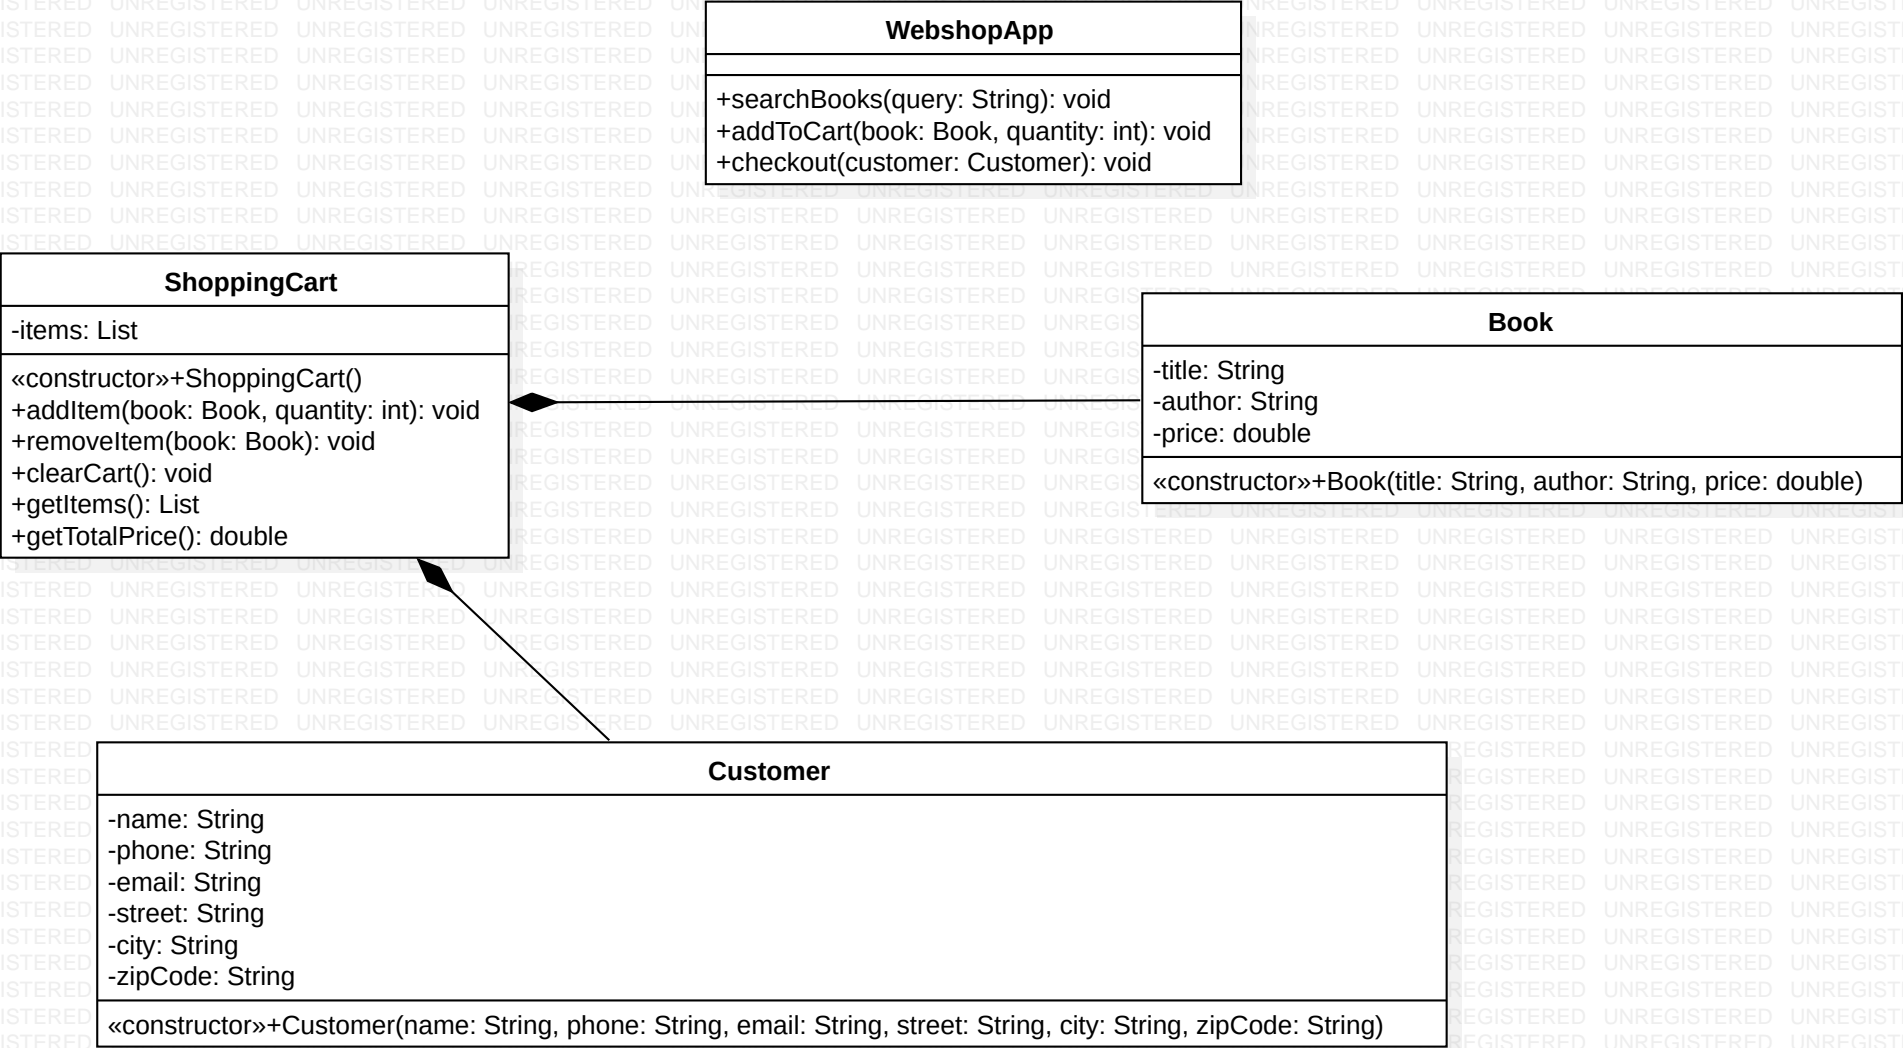 WebshopApp
+searchBooks(query: String): void
+addToCart(book: Book, quantity: int): void
+checkout(customer: Customer): void
ShoppingCart
-items: List
«constructor»+ShoppingCart()
+addItem(book: Book, quantity: int): void
+removeItem(book: Book): void
+clearCart(): void
+getItems(): List
+getTotalPrice(): double
Book
-title: String
-author: String
-price: double
«constructor»+Book(title: String, author: String, price: double)
Customer
-name: String
-phone: String
-email: String
-street: String
-city: String
-zipCode: String
«constructor»+Customer(name: String, phone: String, email: String, street: String, city: String, zipCode: String)
UNREGISTERED